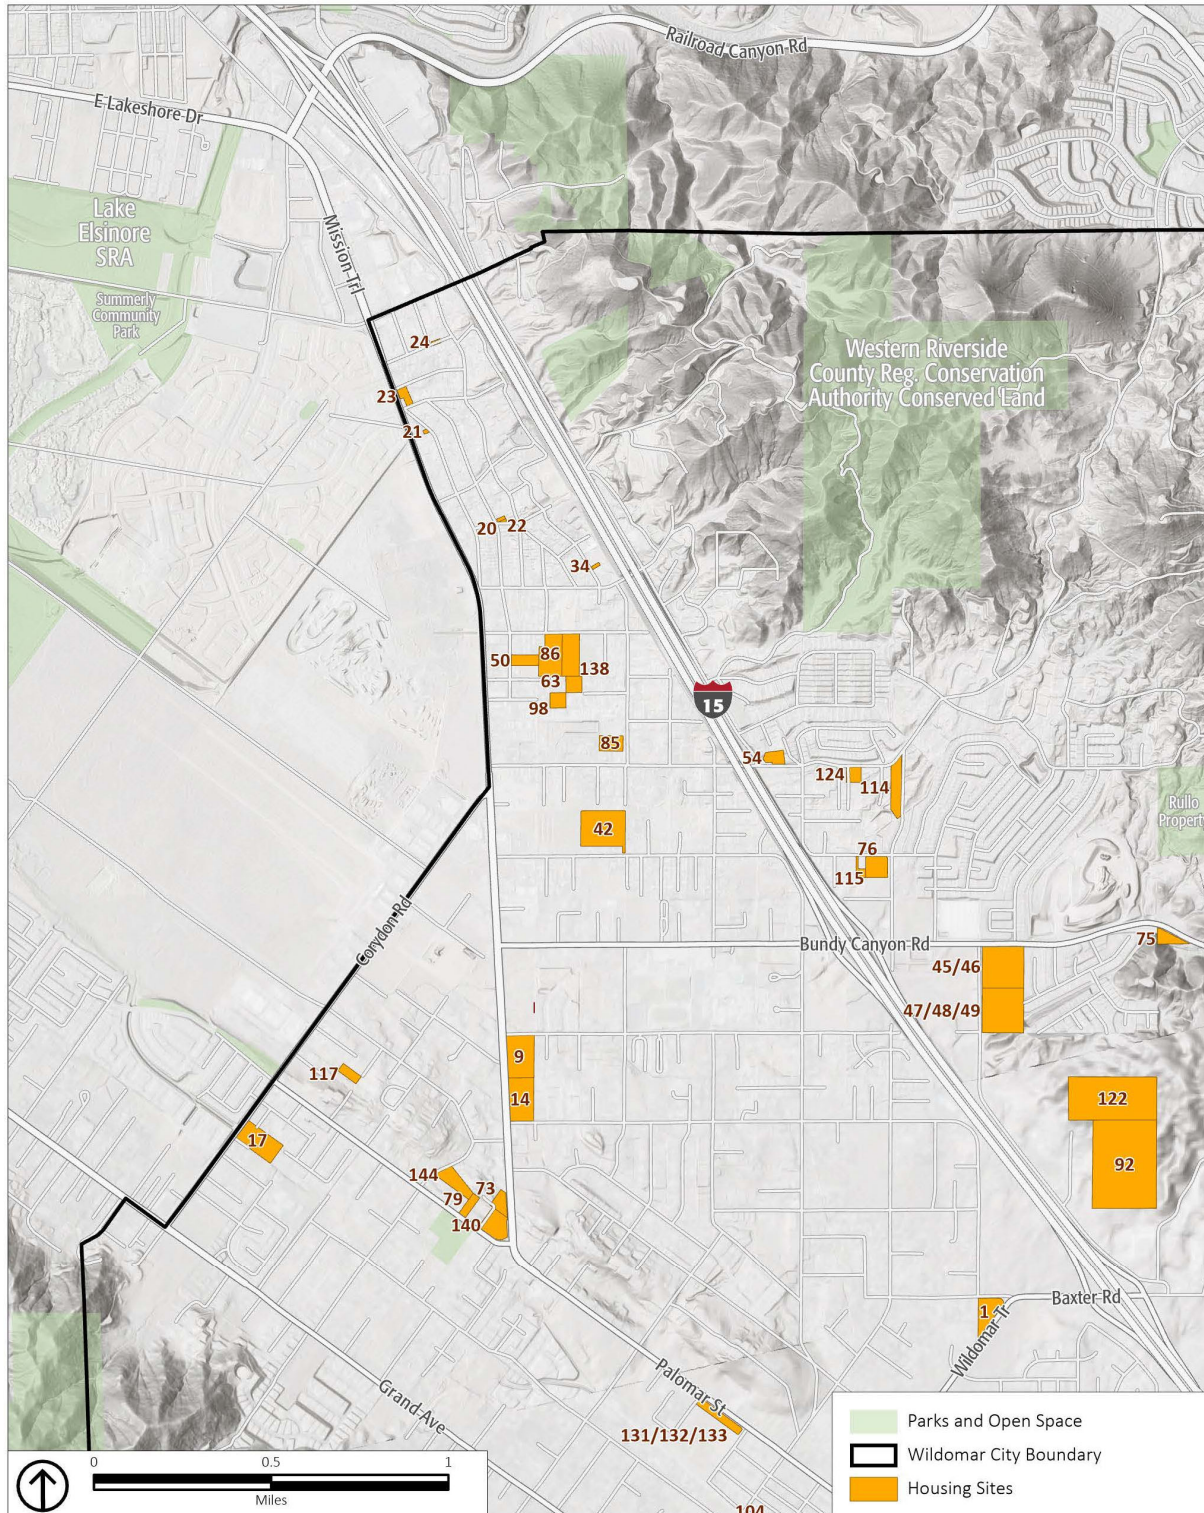 Railroad Canyon Rd
E Lakeshore Dr
Lake
Elsinore
SRA
Mission Trl
Summerly
Community
Park
24
Western Riverside
County Reg. Conservation
Authority Conserved Land
23
21
20
22
34
50
86
138
63
98
15
85
54
124
114
Rullo
Property
42
76
115
Corydon Rd
Bundy Canyon Rd
75
45/46
47/48/49
9
117
14
122
17
92
144
79
73
140
1
Baxter Rd
Wildomar Tr
Palomar St
Grand Ave
131/132/133
104
Parks and Open Space
Wildomar City Boundary
Housing Sites
0 0.5 1
Miles